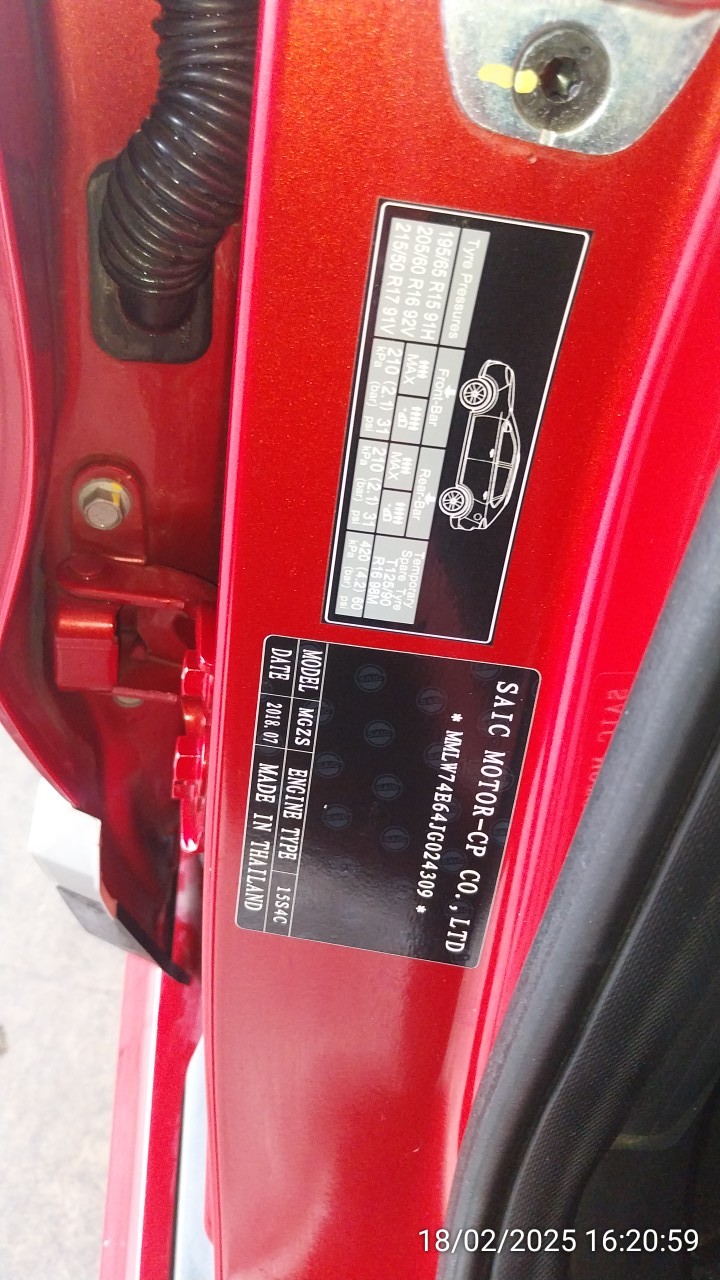 Tyre Pressures
Front-Bar
Rear-Bar
Temporary
Spare Tyre
T125/90
R16 98M
195/65 R15 91H
205/60 R16 92V
215/50 R17 91V
MAX
MAX
210 (2.1) 31
kPa (bar) psi
210 (2.1) 31
kPa (bar) psi
420 (4.2) 60
kPa (bar) psi
SAIC MOTOR-CP CO.,LTD
* MMLW74E64JG024309 *
MODEL MGZS ENGINE TYPE 15S4C
DATE 2018.07 MADE IN THAILAND
18/02/2025 16:20:59